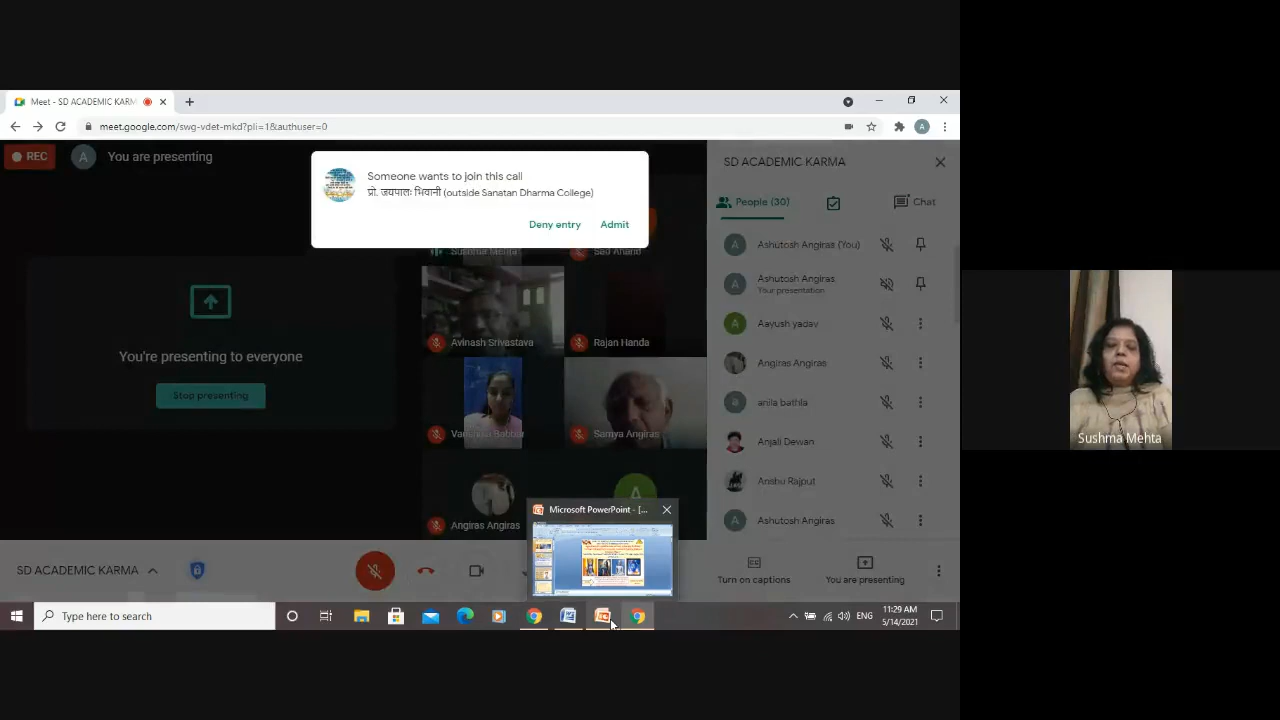 Meet - SD ACADEMIC KARM
meet.google.com/swg-vdet-mkd?pli=1&authuser=0
REC
A
You are presenting
Someone wants to join this call
प्रो. जयपालः भिवानी (outside Sanatan Dharma College)
Deny entry
Admit
SD ACADEMIC KARMA
People (30)
Chat
Sushma Mehta
Sad Anand
You're presenting to everyone
Stop presenting
Avinash Srivastava
Rajan Handa
Samya Angiras
Angiras Angiras
A
A
Ashutosh Angiras (You)
A
Ashutosh Angiras
Your presentation
A
Aayush yadav
Angiras Angiras
A
anila bathla
Anjali Dewan
Anshu Rajput
A
Ashutosh Angiras
Microsoft PowerPoint - [...
SD ACADEMIC KARMA
Turn on captions
You are presenting
Type here to search
ENG
11:29 AM
5/14/2021
Sushma Mehta